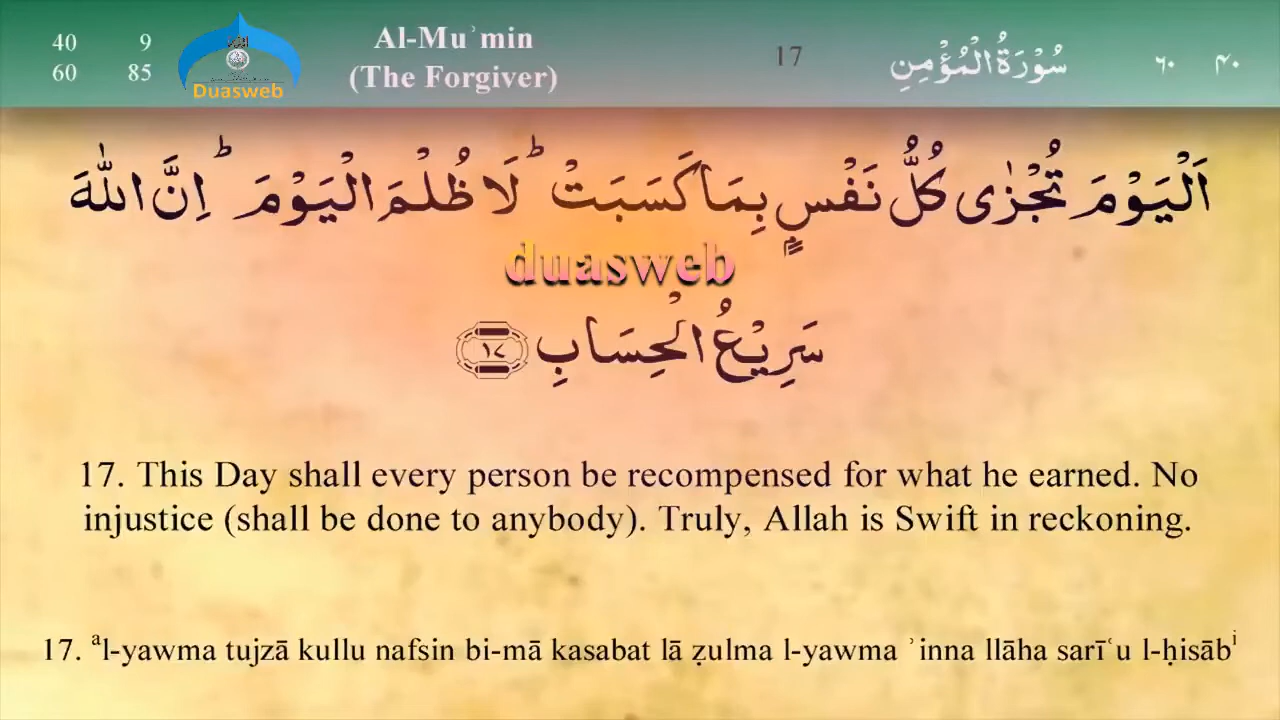 40 9
60 85
Duasweb
Al-Muʾmin
(The Forgiver)
17
سُوْرَةُ الْمُؤْمِنِ
٦٠ ۴۰
اَلْيَوْمَ تُجْزٰى كُلُّ نَفْسٍۭ بِمَا كَسَبَتْ ؕ لَا ظُلْمَ الْيَوْمَ ؕ اِنَّ اللّٰهَ
duasweb
سَرِيْعُ الْحِسَابِ ١٧
17. This Day shall every person be recompensed for what he earned. No
injustice (shall be done to anybody). Truly, Allah is Swift in reckoning.
17. ᵃl-yawma tujzā kullu nafsin bi-mā kasabat lā ẓulma l-yawma ʾinna llāha sarīʿu l-ḥisābⁱ